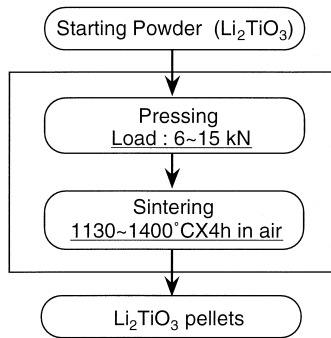 Starting Powder (Li₂TiO₃)
Pressing
Load : 6~15 kN
Sintering
1130~1400°CX4h in air
Li₂TiO₃ pellets